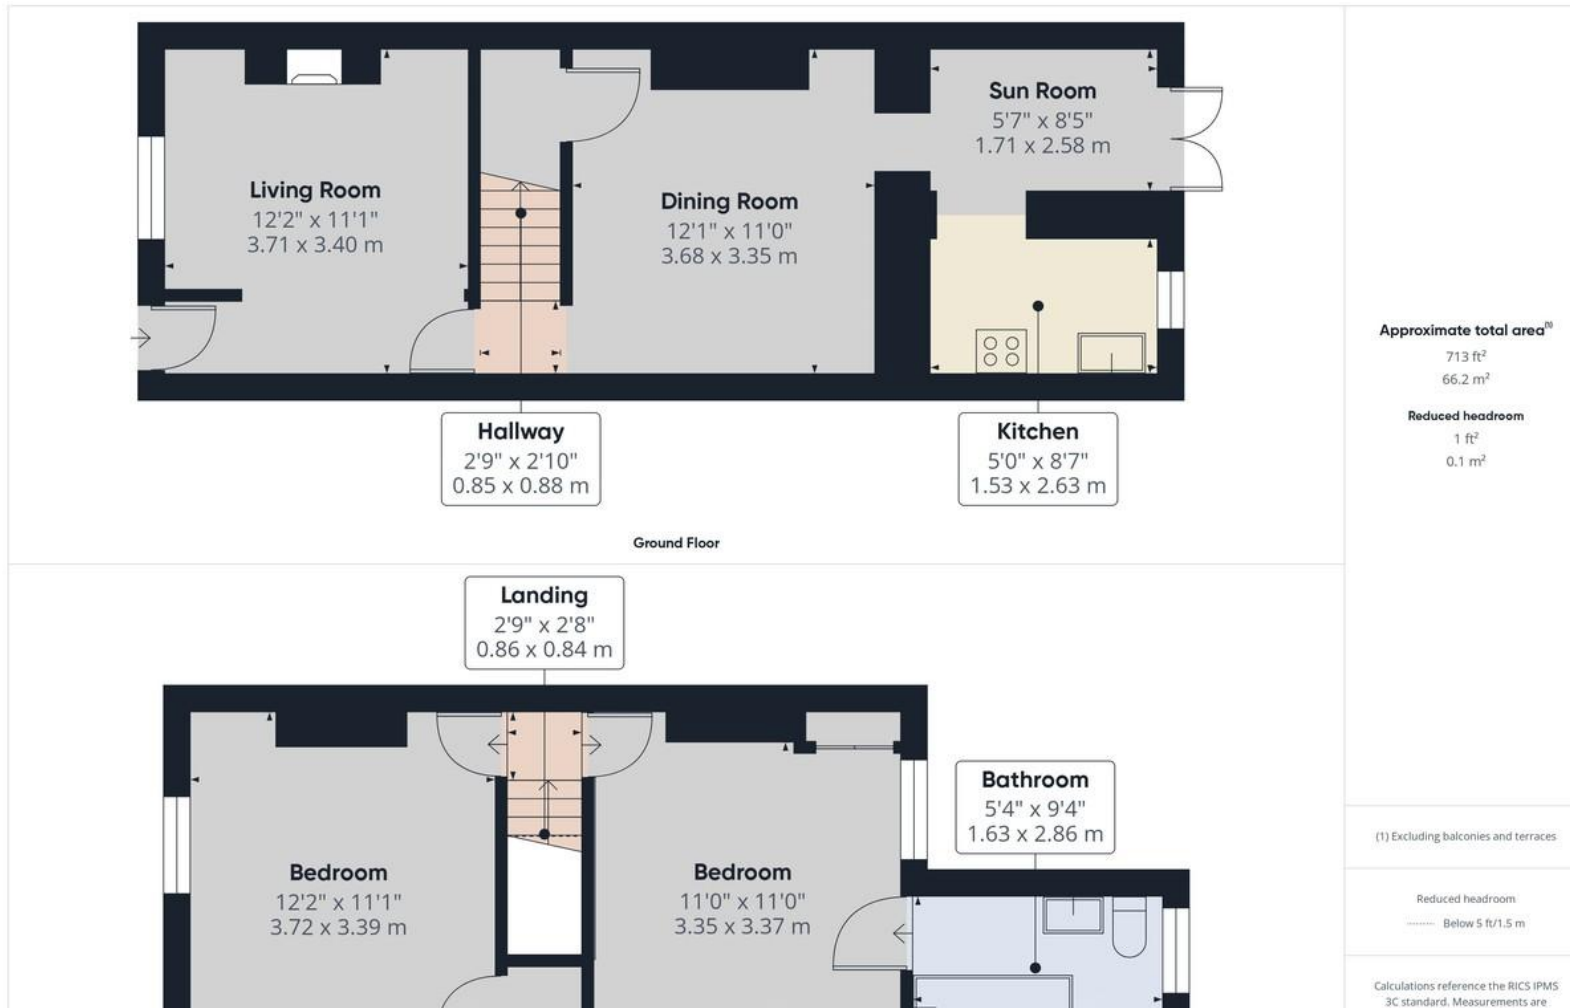 Living Room
12'2" x 11'1"
3.71 x 3.40 m
Dining Room
12'1" x 11'0"
3.68 x 3.35 m
Sun Room
5'7" x 8'5"
1.71 x 2.58 m
Hallway
2'9" x 2'10"
0.85 x 0.88 m
Kitchen
5'0" x 8'7"
1.53 x 2.63 m
Ground Floor
Landing
2'9" x 2'8"
0.86 x 0.84 m
Bedroom
12'2" x 11'1"
3.72 x 3.39 m
Bedroom
11'0" x 11'0"
3.35 x 3.37 m
Bathroom
5'4" x 9'4"
1.63 x 2.86 m
Approximate total area(1)
713 ft²
66.2 m²
Reduced headroom
1 ft²
0.1 m²
(1) Excluding balconies and terraces
Reduced headroom
Below 5 ft/1.5 m
Calculations reference the RICS IPMS
3C standard. Measurements are